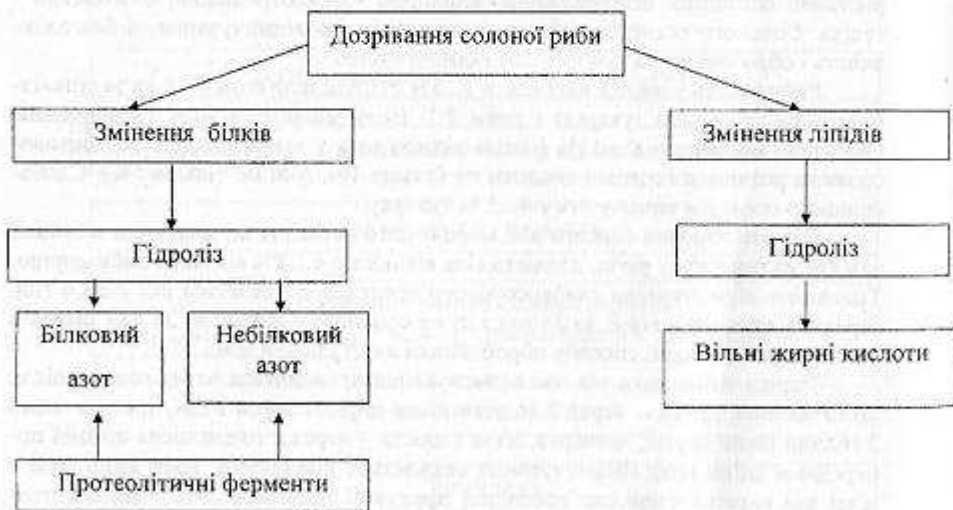 Дозрівання солоної риби
Змінення білків
Змінення ліпідів
Гідроліз
Гідроліз
Білковий
азот
Небілковий
азот
Вільні жирні кислоти
Протеолітичні ферменти